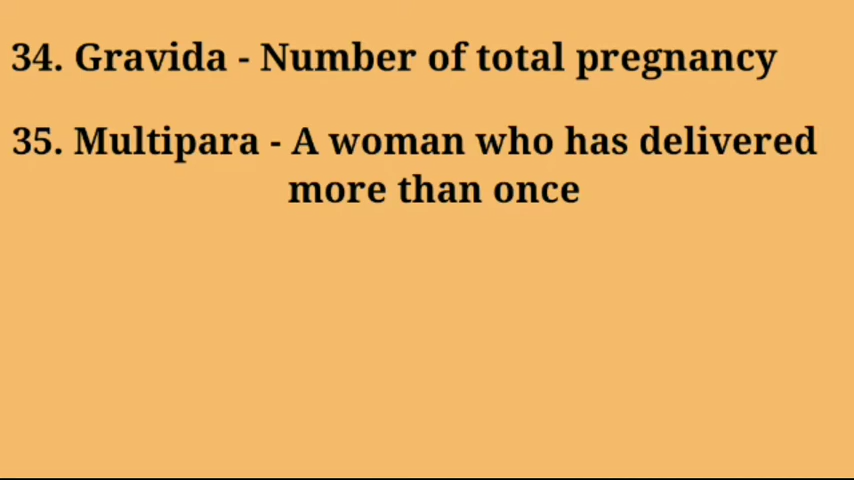 34. Gravida - Number of total pregnancy
35. Multipara - A woman who has delivered
more than once